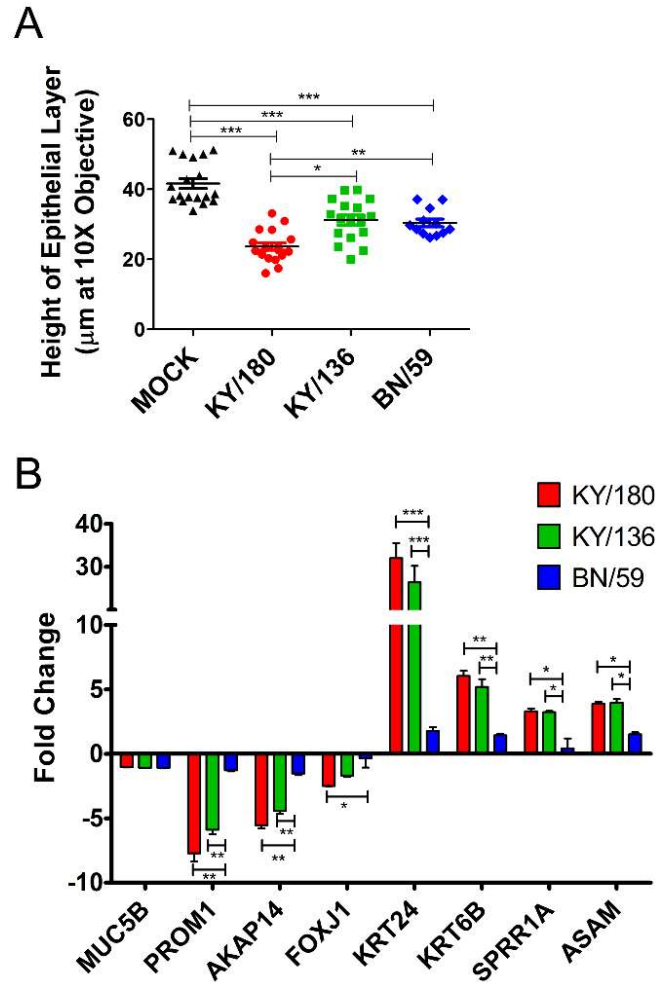 A
Height of Epithelial Layer
(μm at 10X Objective)
60
40
20
0
***
***
***
**
*
MOCK
KY/180
KY/136
BN/59
B
KY/180
KY/136
BN/59
Fold Change
40
30
10
5
0
-5
-10
***
***
**
**
*
*
*
*
**
**
**
**
*
MUC5B
PROM1
AKAP14
FOXJ1
KRT24
KRT6B
SPRR1A
ASAM